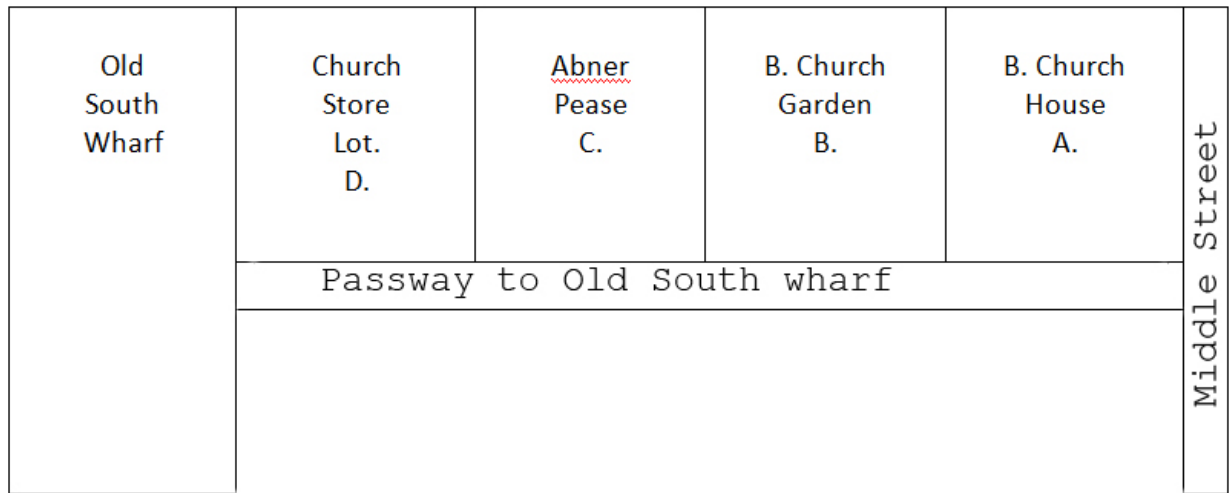 Old
South
Wharf
Church
Store
Lot.
D.
Abner
Pease
C.
B. Church
Garden
B.
B. Church
House
A.
Middle Street
Passway to Old South wharf